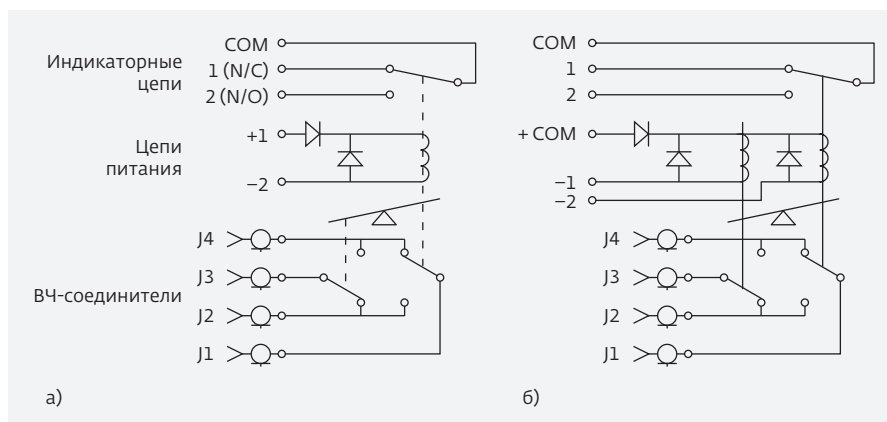 Индикаторные
цепи
COM
1 (N/C)
2 (N/O)
Цепи
питания
+1
−2
ВЧ-соединители
J4
J3
J2
J1
а)
COM
1
2
+ COM
−1
−2
J4
J3
J2
J1
б)